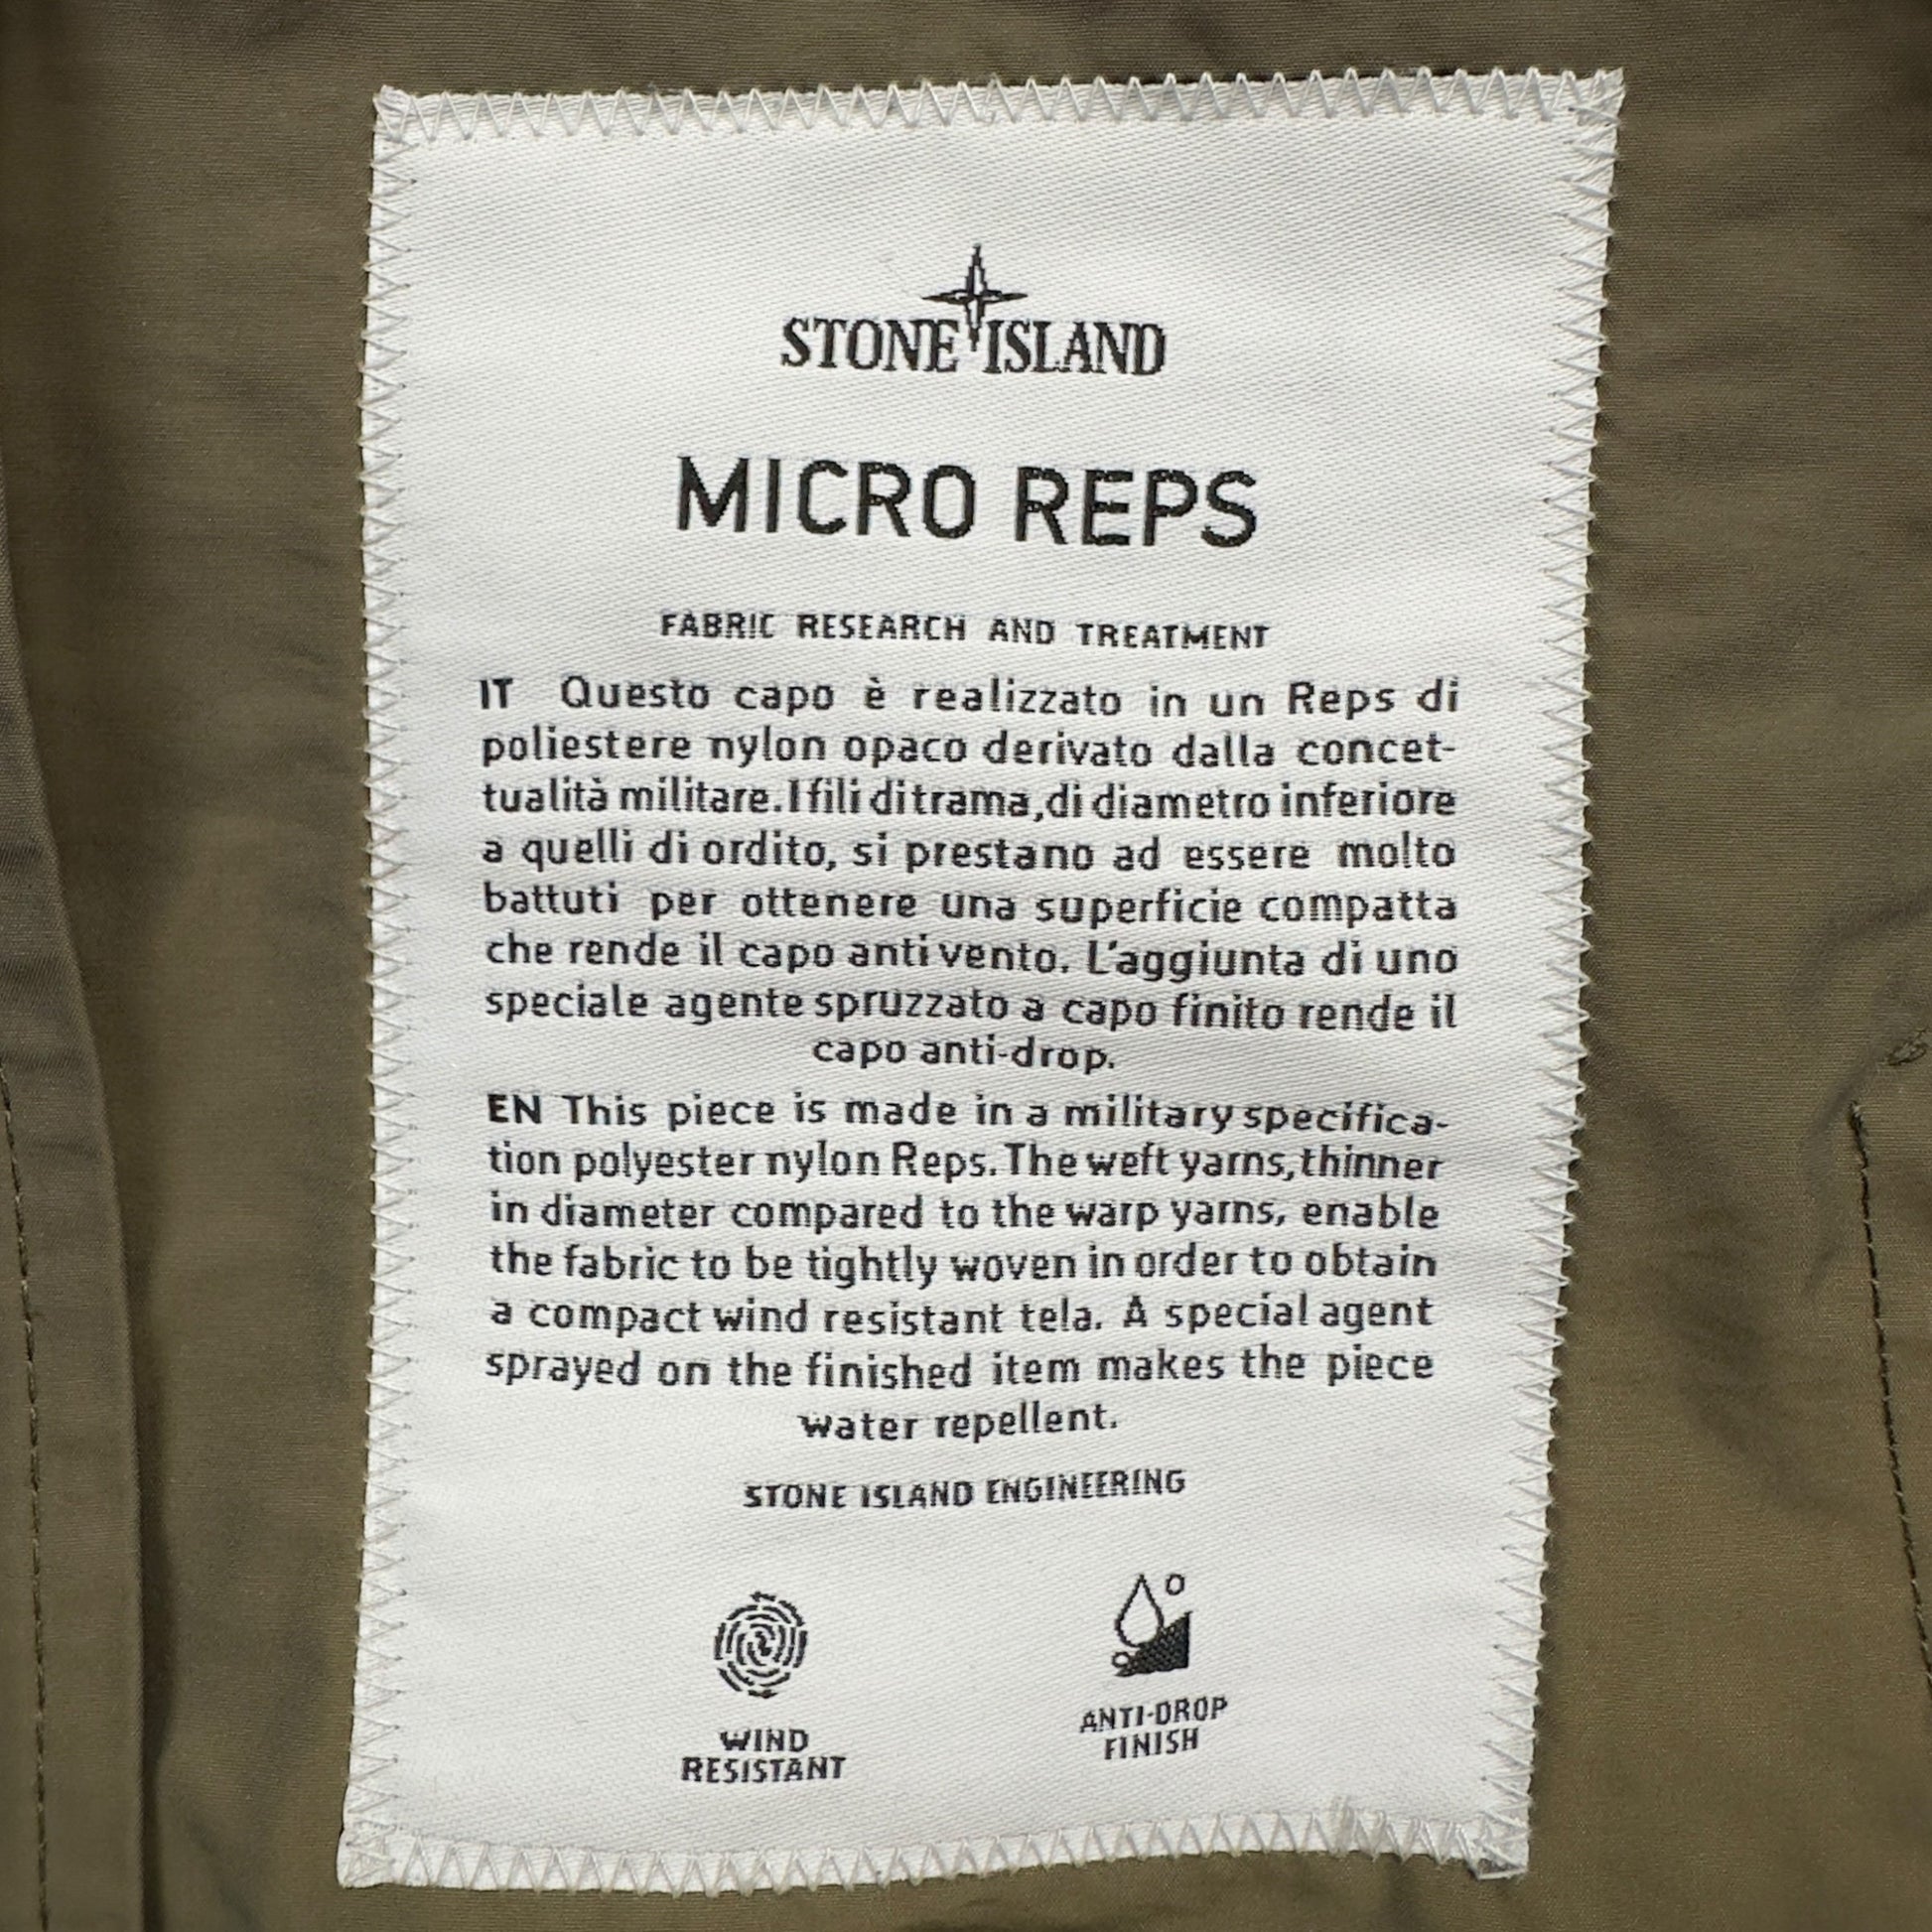 STONE ISLAND
MICRO REPS
FABRIC RESEARCH AND TREATMENT
IT Questo capo è realizzato in un Reps di
poliestere nylon opaco derivato dalla concet-
tualità militare. I fili di trama, di diametro inferiore
a quelli di ordito, si prestano ad essere molto
battuti per ottenere una superficie compatta
che rende il capo anti vento. L'aggiunta di uno
speciale agente spruzzato a capo finito rende il
capo anti-drop.
EN This piece is made in a military specifica-
tion polyester nylon Reps. The weft yarns, thinner
in diameter compared to the warp yarns, enable
the fabric to be tightly woven in order to obtain
a compact wind resistant tela. A special agent
sprayed on the finished item makes the piece
water repellent.
STONE ISLAND ENGINEERING
WIND
RESISTANT
ANTI-DROP
FINISH